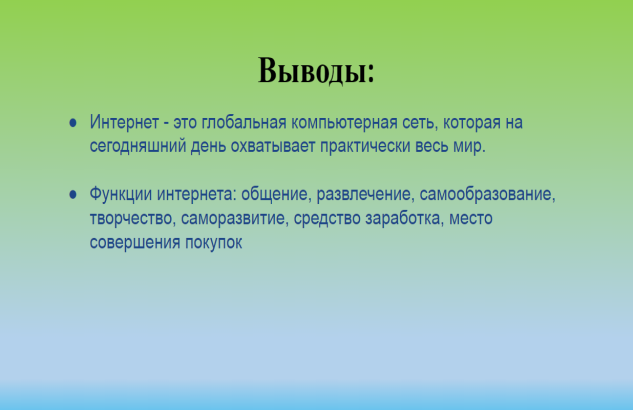 Выводы:
● Интернет - это глобальная компьютерная сеть, которая на
сегодняшний день охватывает практически весь мир.
● Функции интернета: общение, развлечение, самообразование,
творчество, саморазвитие, средство заработка, место
совершения покупок